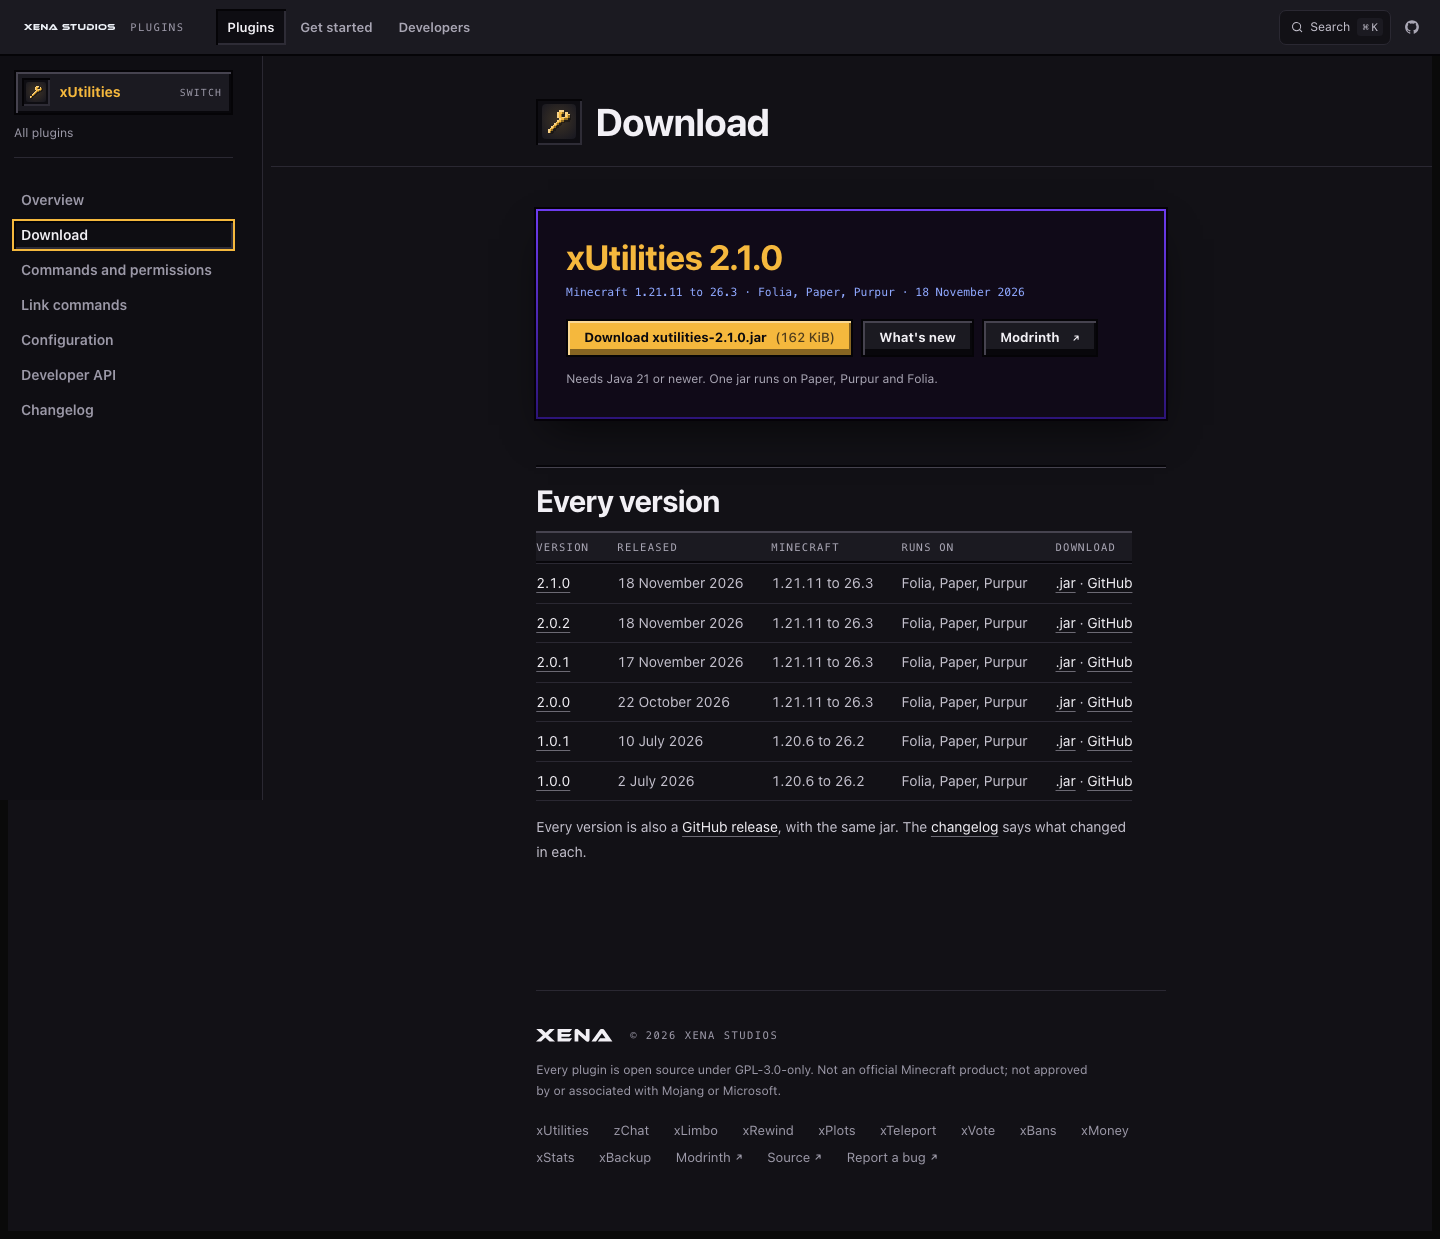 XENA STUDIOS PLUGINS Plugins Get started Developers Search ⌘ K
xUtilities SWITCH
All plugins
Overview
Download
Commands and permissions
Link commands
Configuration
Developer API
Changelog
Download
xUtilities 2.1.0
Minecraft 1.21.11 to 26.3 · Folia, Paper, Purpur · 18 November 2026
Download xutilities-2.1.0.jar (162 KiB) What's new Modrinth ↗
Needs Java 21 or newer. One jar runs on Paper, Purpur and Folia.
Every version
VERSION RELEASED MINECRAFT RUNS ON DOWNLOAD
2.1.0 18 November 2026 1.21.11 to 26.3 Folia, Paper, Purpur .jar · GitHub
2.0.2 18 November 2026 1.21.11 to 26.3 Folia, Paper, Purpur .jar · GitHub
2.0.1 17 November 2026 1.21.11 to 26.3 Folia, Paper, Purpur .jar · GitHub
2.0.0 22 October 2026 1.21.11 to 26.3 Folia, Paper, Purpur .jar · GitHub
1.0.1 10 July 2026 1.20.6 to 26.2 Folia, Paper, Purpur .jar · GitHub
1.0.0 2 July 2026 1.20.6 to 26.2 Folia, Paper, Purpur .jar · GitHub
Every version is also a GitHub release, with the same jar. The changelog says what changed
in each.
XENA © 2026 XENA STUDIOS
Every plugin is open source under GPL-3.0-only. Not an official Minecraft product; not approved
by or associated with Mojang or Microsoft.
xUtilities zChat xLimbo xRewind xPlots xTeleport xVote xBans xMoney
xStats xBackup Modrinth ↗ Source ↗ Report a bug ↗